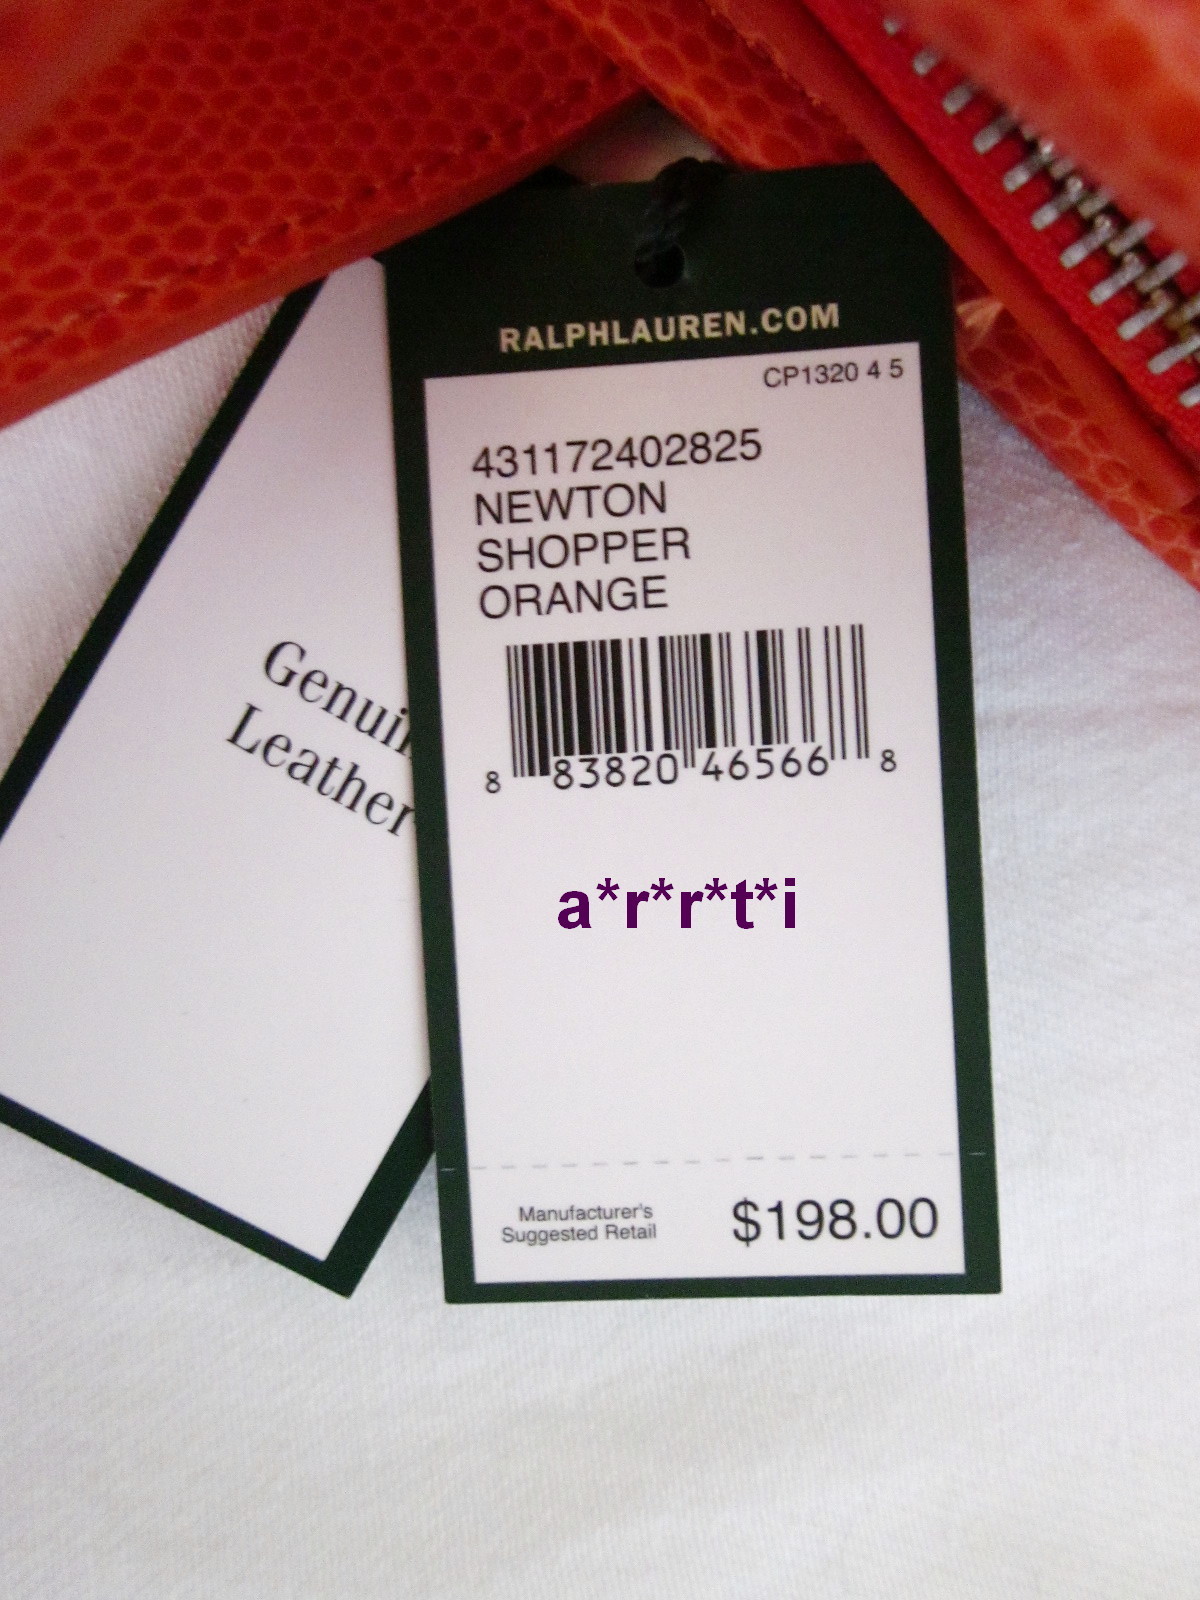 RALPHLAUREN.COM
CP1320 4 5
431172402825
NEWTON
SHOPPER
ORANGE
8 83820 46566 8
a*r*r*t*i
Manufacturer's
Suggested Retail
$198.00
Genuin
Leather